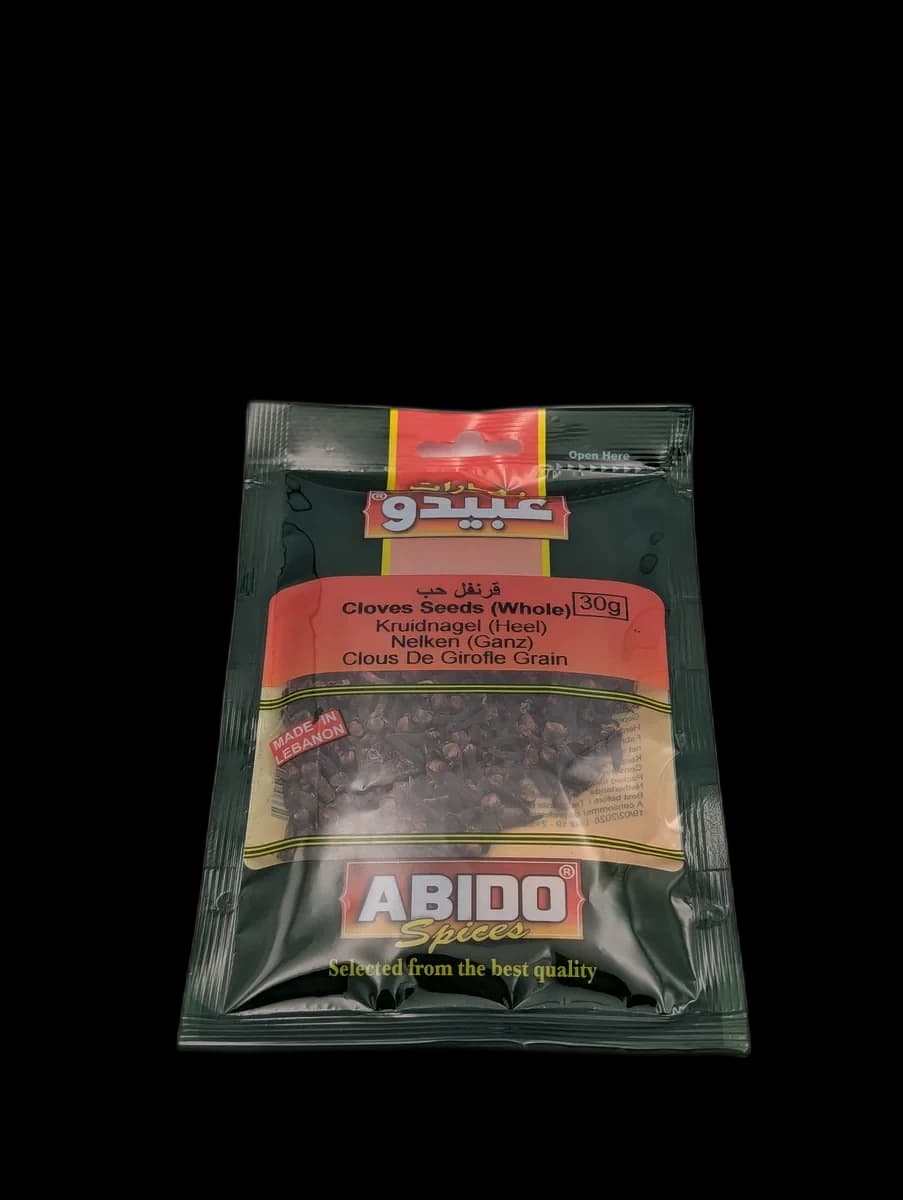 Open Here
بهارات
عبيدو®
قرنفل حب
Cloves Seeds (Whole) 30g
Kruidnagel (Heel)
Nelken (Ganz)
Clous De Girofle Grain
MADE IN
LEBANON
ABIDO®
Spices
Selected from the best quality